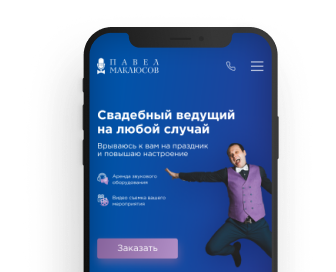 ПАВЕЛ
МАКЛЮСОВ
Свадебный ведущий
на любой случай
Врываюсь к вам на праздник
и повышаю настроение
Аренда звукового
оборудования
Видео съемка вашего
мероприятия
Заказать